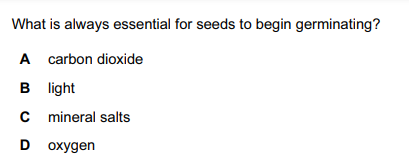 What is always essential for seeds to begin germinating?
A carbon dioxide
B light
C mineral salts
D oxygen